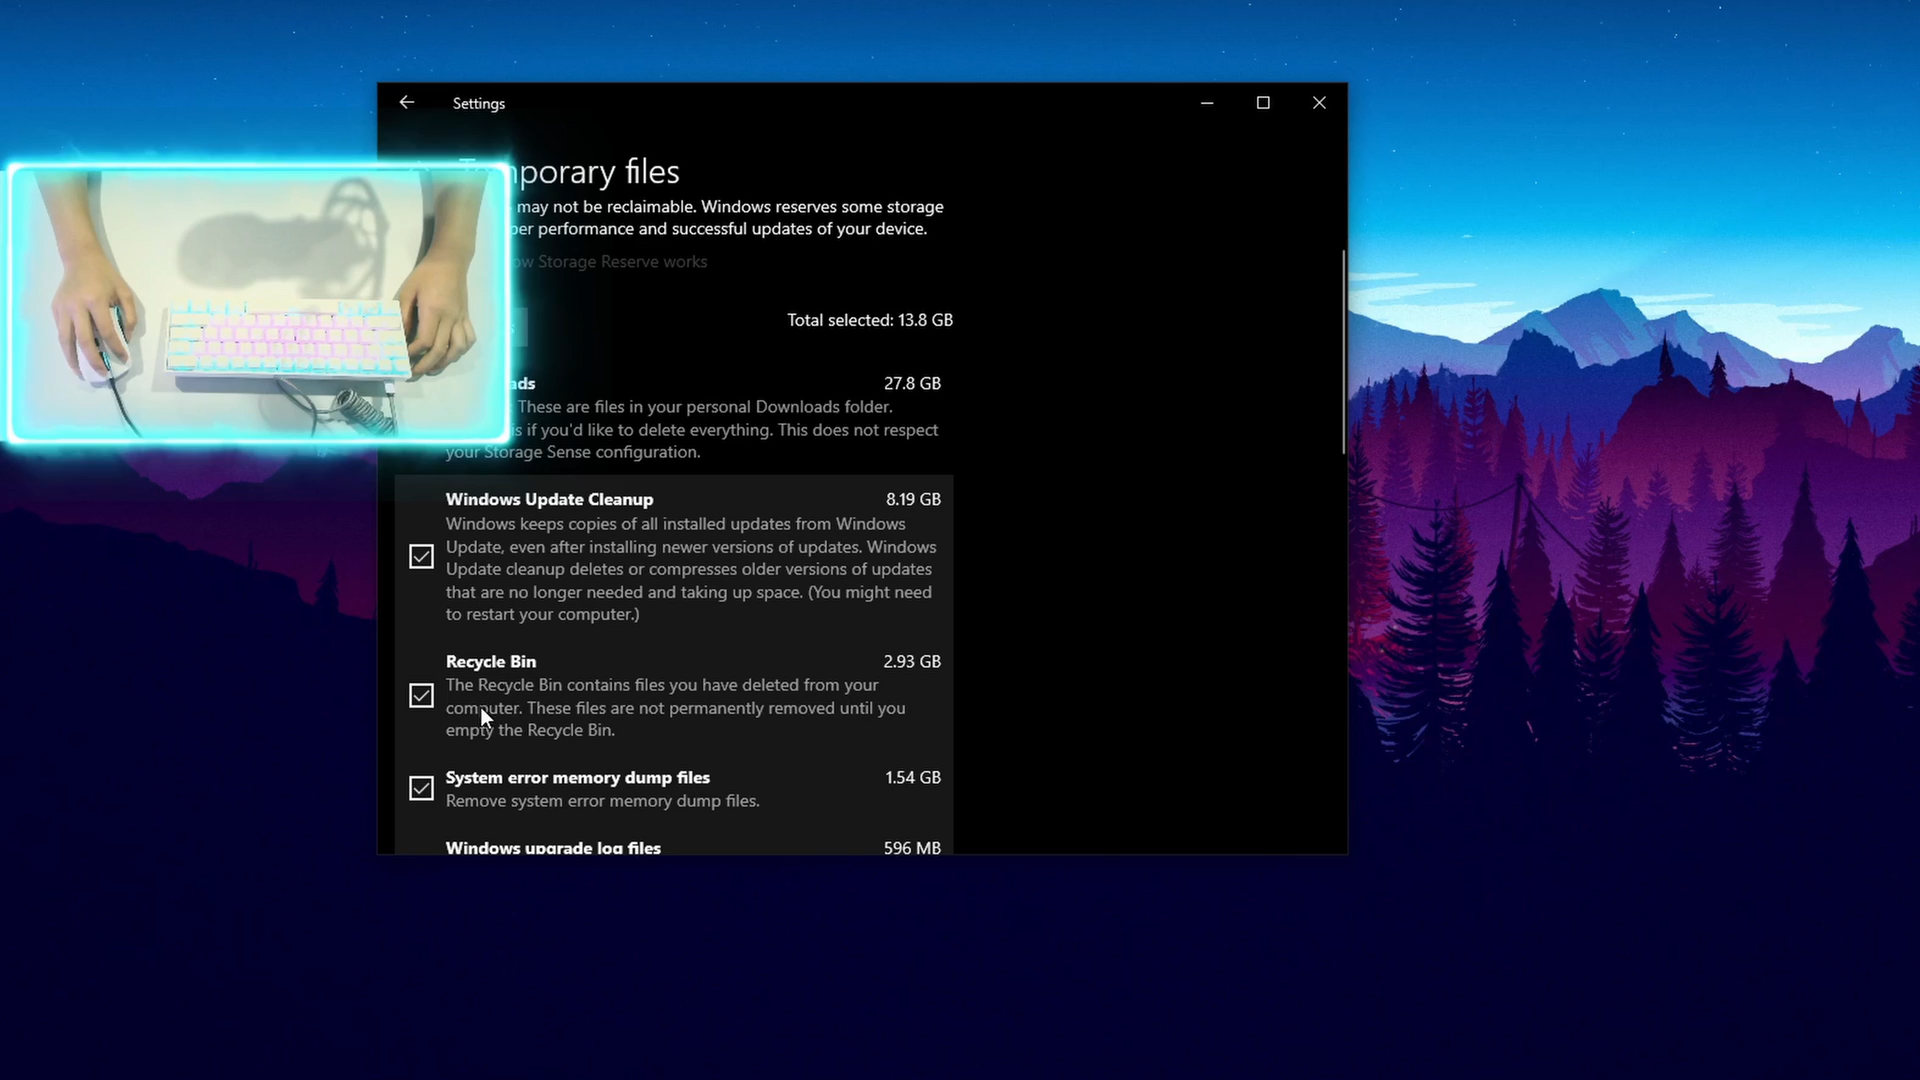 Settings
Temporary files
may not be reclaimable. Windows reserves some storage
per performance and successful updates of your device.
Storage Reserve works
Total selected: 13.8 GB
27.8 GB
These are files in your personal Downloads folder.
if you'd like to delete everything. This does not respect
your Storage Sense configuration.
Windows Update Cleanup 8.19 GB
Windows keeps copies of all installed updates from Windows
Update, even after installing newer versions of updates. Windows
Update cleanup deletes or compresses older versions of updates
that are no longer needed and taking up space. (You might need
to restart your computer.)
Recycle Bin 2.93 GB
The Recycle Bin contains files you have deleted from your
computer. These files are not permanently removed until you
empty the Recycle Bin.
System error memory dump files 1.54 GB
Remove system error memory dump files.
Windows upgrade log files 596 MB